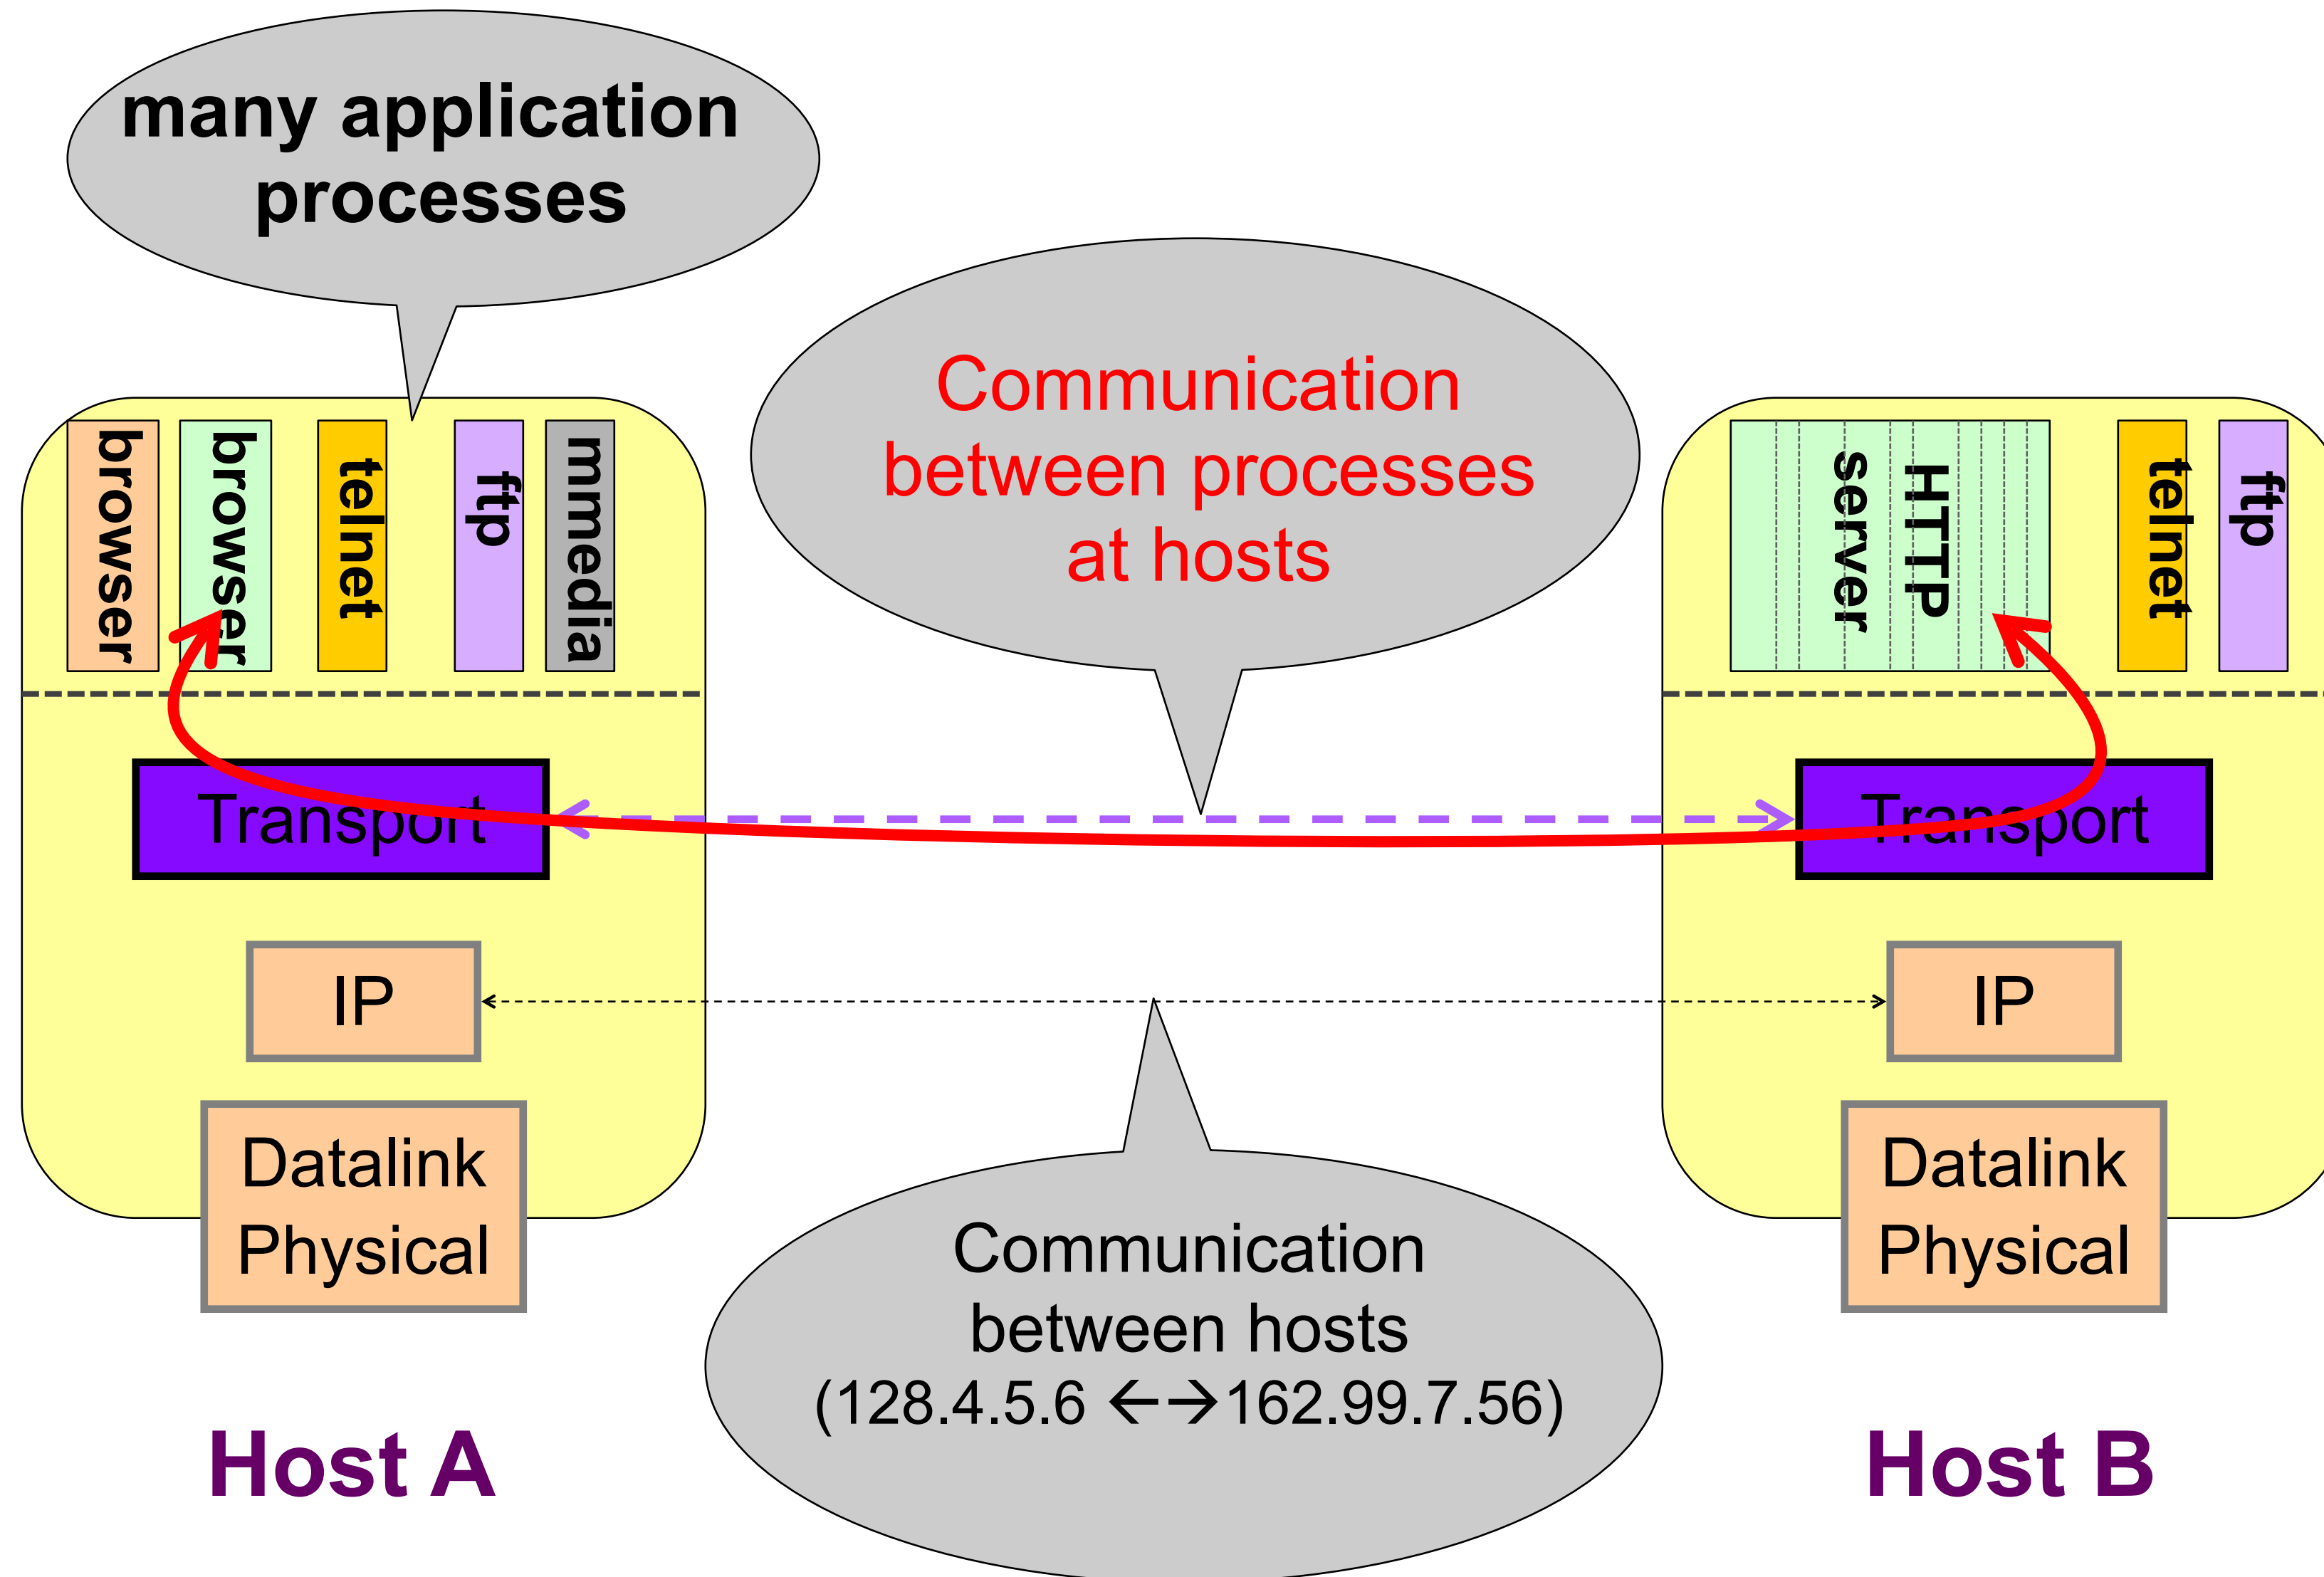 many application
processes
Communication
between processes
at hosts
browser
browser
telnet
ftp
mmedia
HTTP
server
telnet
ftp
Transport
Transport
IP
IP
Datalink
Physical
Datalink
Physical
Communication
between hosts
(128.4.5.6 ←→162.99.7.56)
Host A
Host B